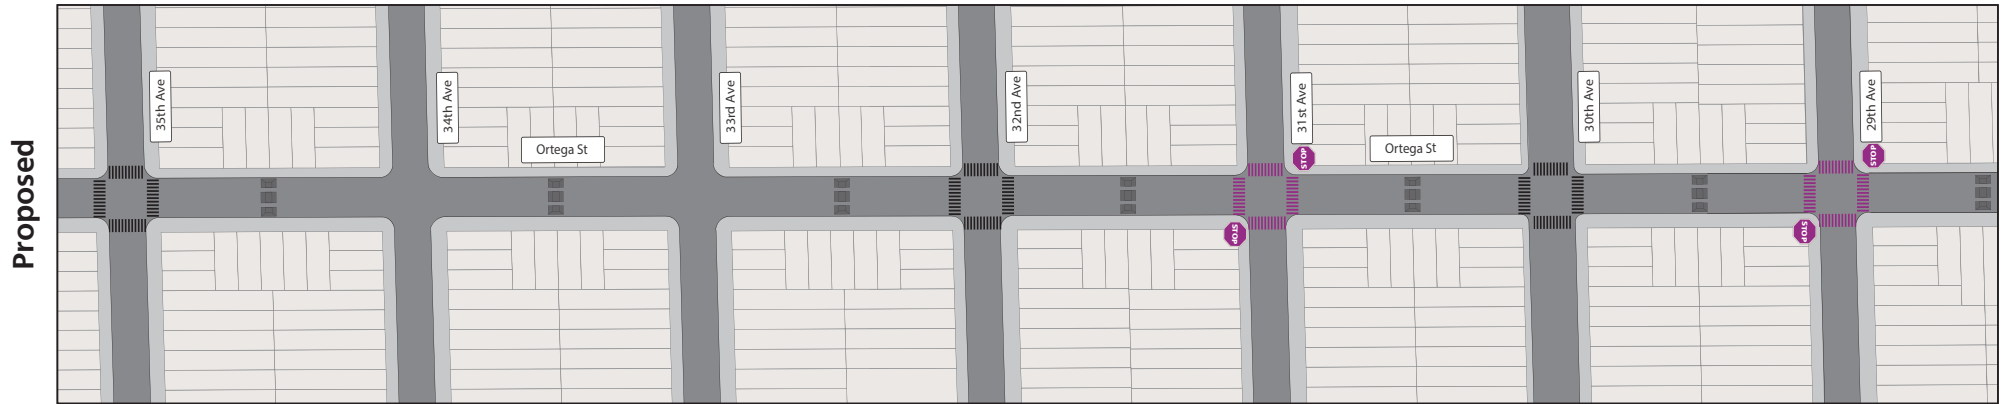 Proposed
35th Ave
34th Ave
33rd Ave
32nd Ave
31st Ave
30th Ave
29th Ave
Ortega St
Ortega St
STOP
STOP
STOP
STOP